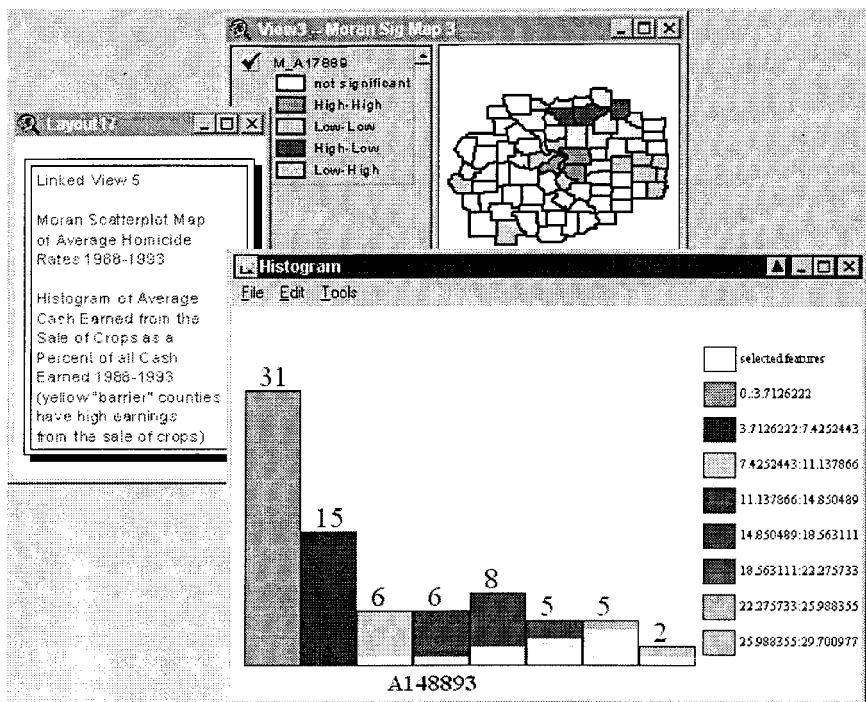 View3 - Moran Sig Map 3
M_A17889
not significant
High-High
Low-Low
High-Low
Low-High
Layout17
Linked View 5
Moran Scatterplot Map
of Average Homicide
Rates 1988-1993
Histogram of Average
Cash Earned from the
Sale of Crops as a
Percent of all Cash
Earned 1988-1993
(yellow "barrier" counties
have high earnings
from the sale of crops)
Histogram
File Edit Tools
31
15
6
6
8
5
5
2
A148893
selected features
0.:3.7126222
3.7126222:7.4252443
7.4252443:11.137866
11.137866:14.850489
14.850489:18.563111
18.563111:22.275733
22.275733:25.988355
25.988355:29.700977